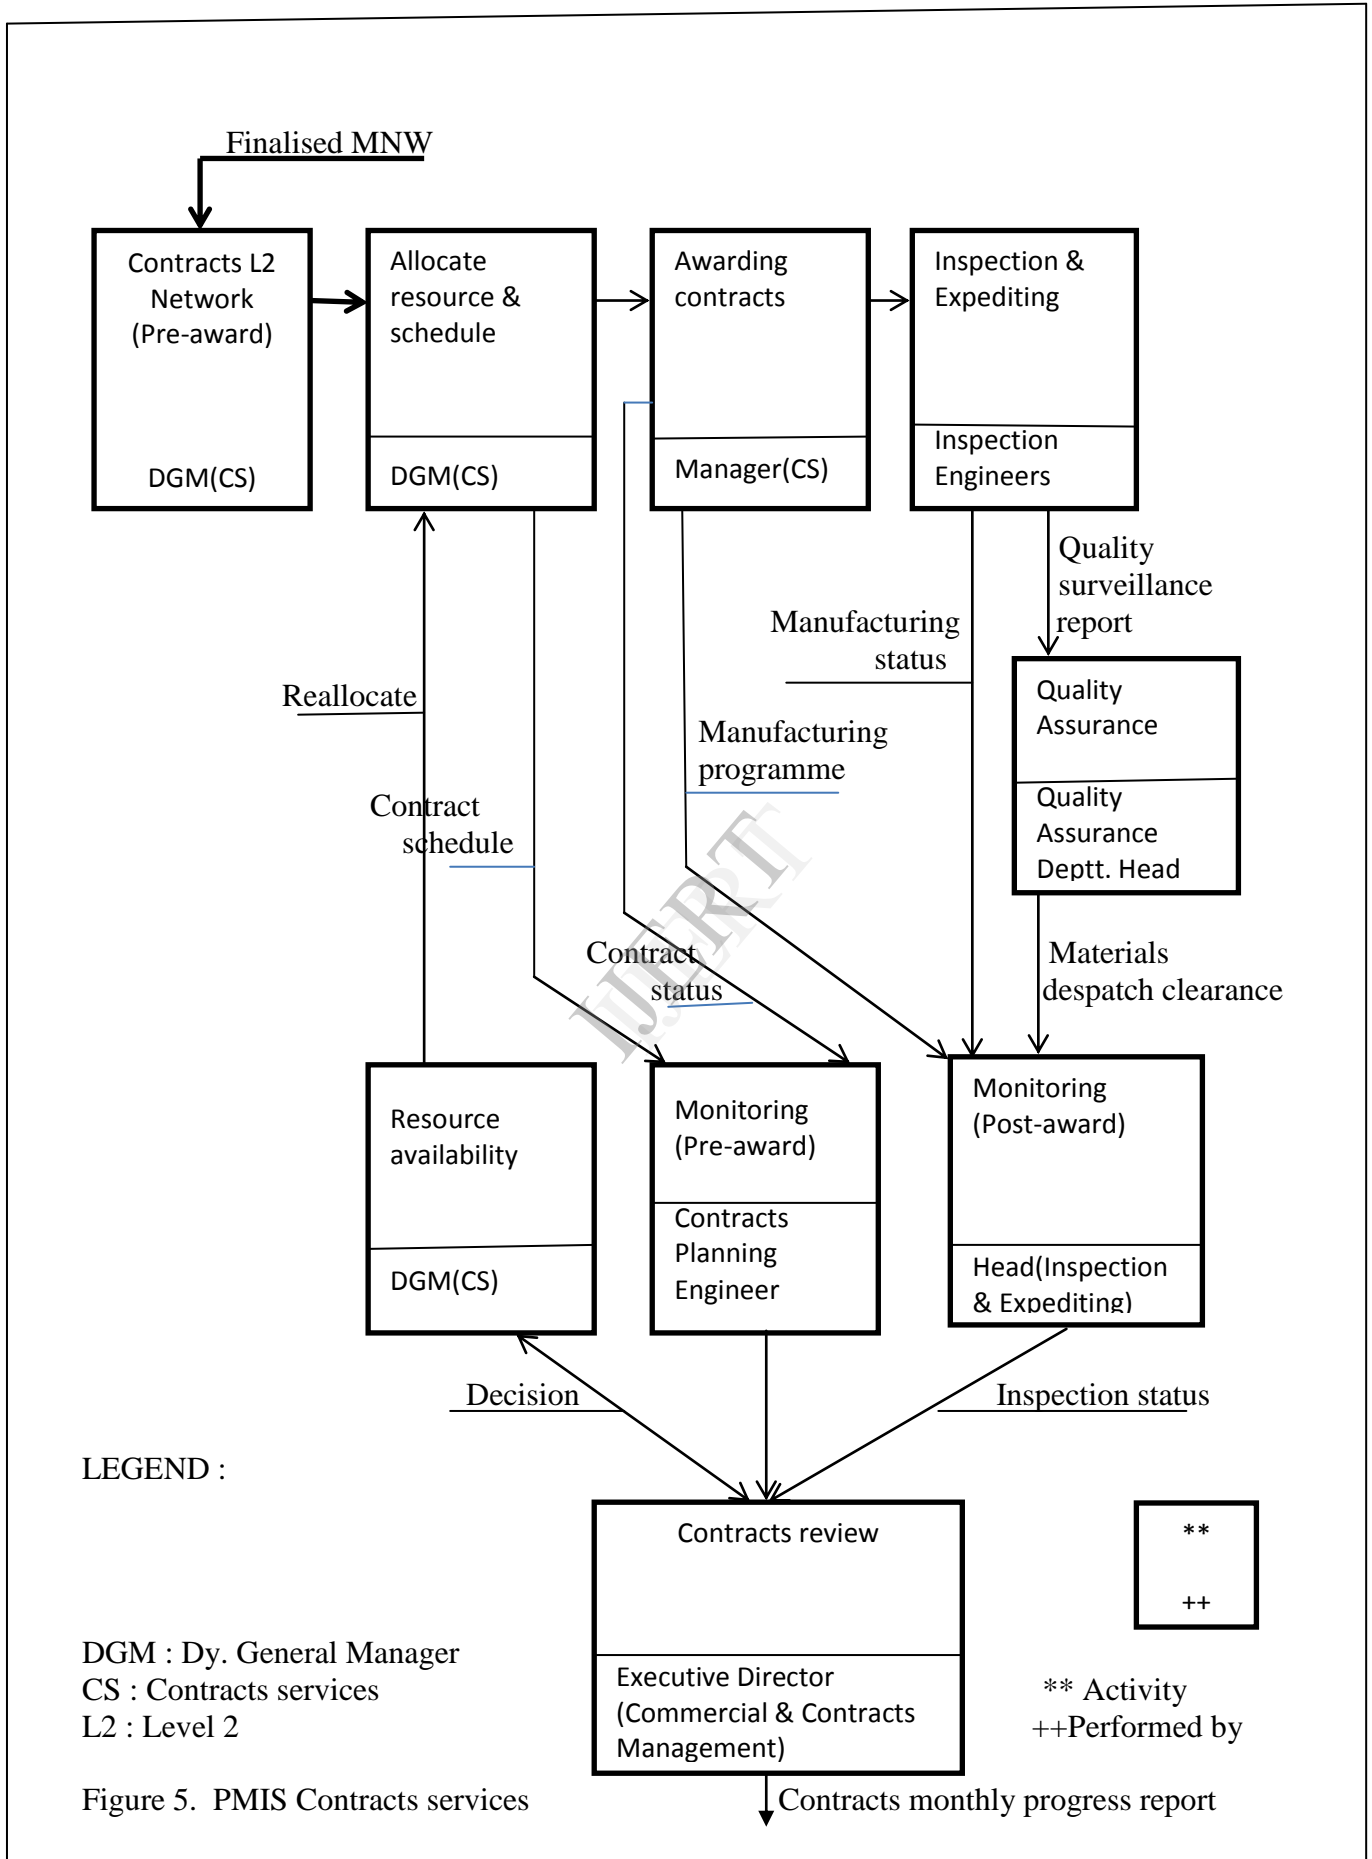 Finalised MNW
Contracts L2
Network
(Pre-award)
DGM(CS)
Allocate
resource &
schedule
DGM(CS)
Awarding
contracts
Manager(CS)
Inspection &
Expediting
Inspection
Engineers
Quality
surveillance
report
Manufacturing
status
Reallocate
Quality
Assurance
Quality
Assurance
Deptt. Head
Manufacturing
programme
Contract
schedule
IJERT
Contract
status
Materials
despatch clearance
Resource
availability
DGM(CS)
Monitoring
(Pre-award)
Contracts
Planning
Engineer
Monitoring
(Post-award)
Head(Inspection
& Expediting)
Decision
Inspection status
LEGEND :
Contracts review
Executive Director
(Commercial & Contracts
Management)
**
++
DGM : Dy. General Manager
CS : Contracts services
L2 : Level 2
** Activity
++Performed by
Figure 5. PMIS Contracts services
Contracts monthly progress report